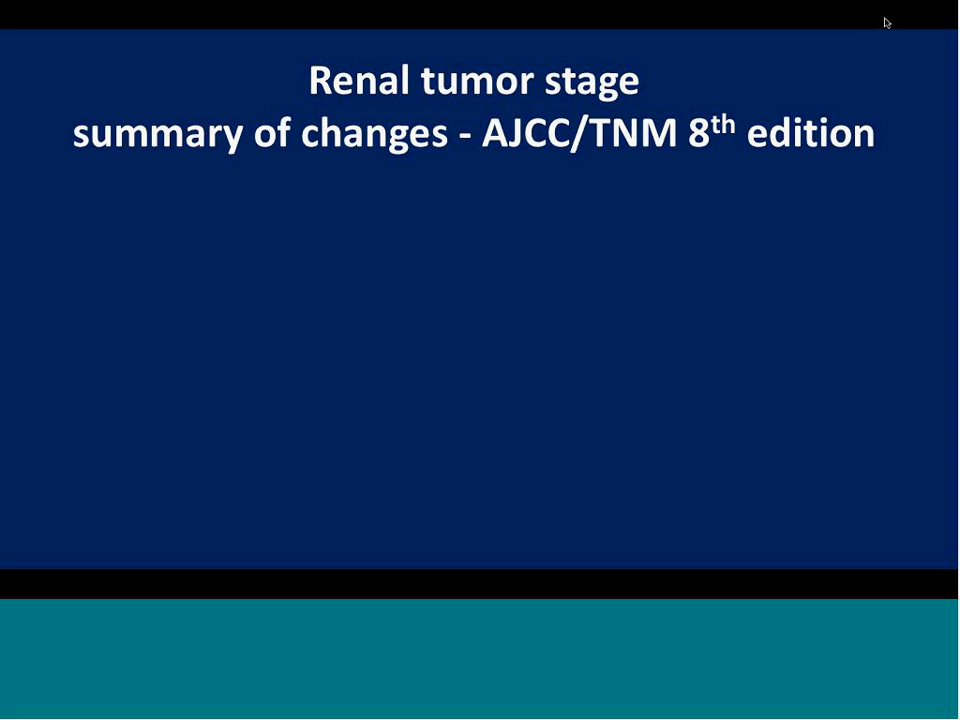 Renal tumor stage
summary of changes - AJCC/TNM 8th edition